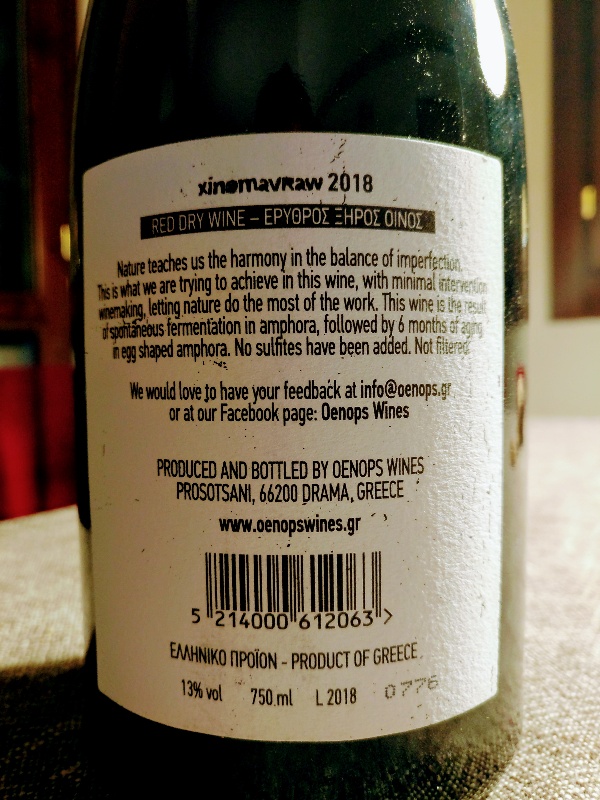 xinomavRaw 2018
RED DRY WINE – ΕΡΥΘΡΟΣ ΞΗΡΟΣ ΟΙΝΟΣ
Nature teaches us the harmony in the balance of imperfection.
This is what we are trying to achieve in this wine, with minimal intervention
winemaking, letting nature do the most of the work. This wine is the result
of spontaneous fermentation in amphora, followed by 6 months of aging
in egg shaped amphora. No sulfites have been added. Not filtered.
We would love to have your feedback at info@oenops.gr
or at our Facebook page: Oenops Wines
PRODUCED AND BOTTLED BY OENOPS WINES
PROSOTSANI, 66200 DRAMA, GREECE
www.oenopswines.gr
5 214000 612063 >
ΕΛΛΗΝΙΚΟ ΠΡΟΪΟΝ - PRODUCT OF GREECE
13% vol 750 ml L 2018 0776